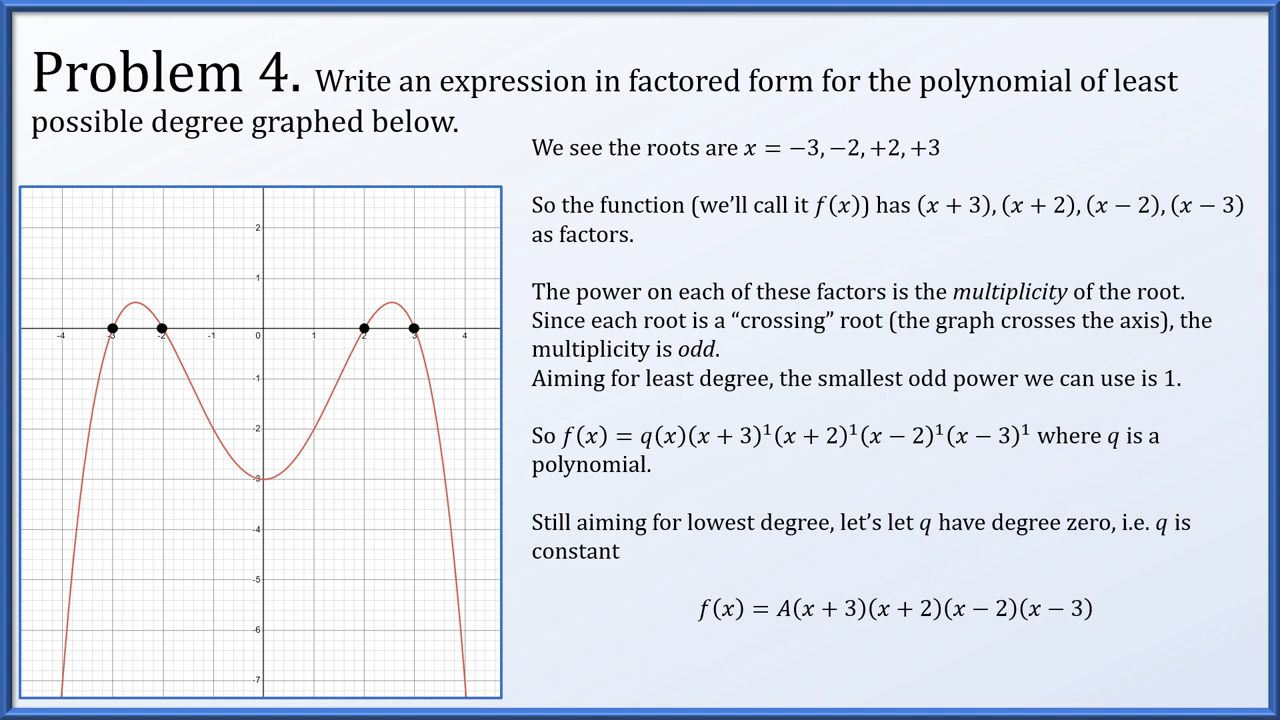 Problem 4. Write an expression in factored form for the polynomial of least
possible degree graphed below.
We see the roots are x = −3, −2, +2, +3
So the function (we'll call it f(x)) has (x + 3), (x + 2), (x − 2), (x − 3)
as factors.
The power on each of these factors is the multiplicity of the root.
Since each root is a “crossing” root (the graph crosses the axis), the
multiplicity is odd.
Aiming for least degree, the smallest odd power we can use is 1.
So f(x) = q(x)(x + 3)¹(x + 2)¹(x − 2)¹(x − 3)¹ where q is a
polynomial.
Still aiming for lowest degree, let's let q have degree zero, i.e. q is
constant
f(x) = A(x + 3)(x + 2)(x − 2)(x − 3)
2
1
-4 -3 -2 -1 0 1 2 3 4
-1
-2
-3
-4
-5
-6
-7